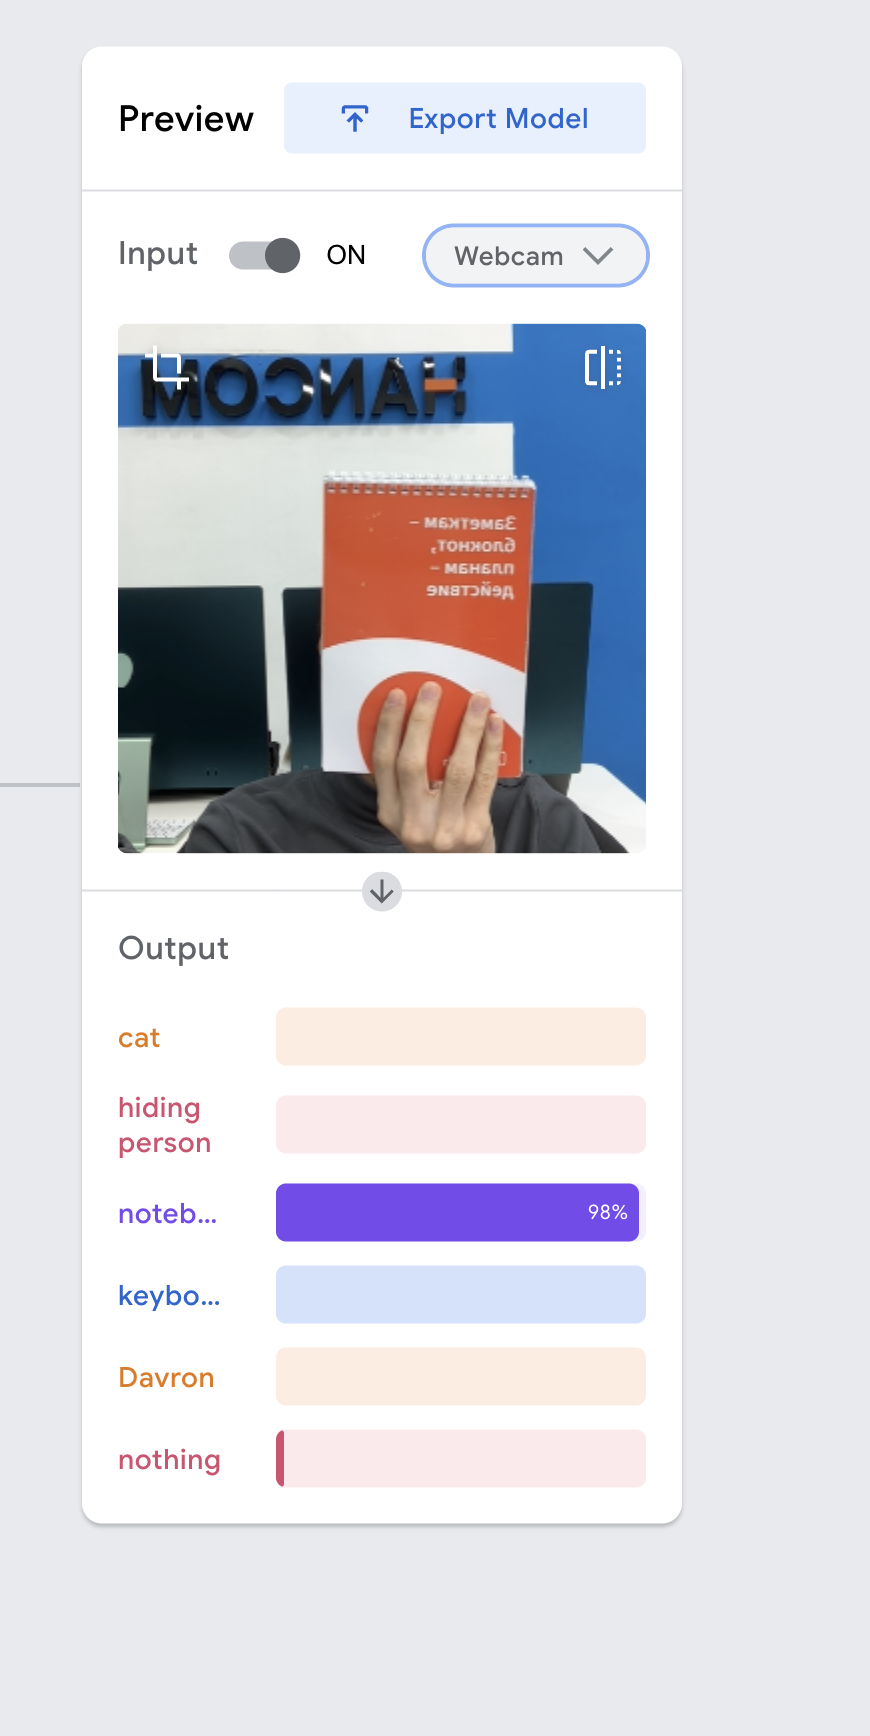 Preview
Export Model
Input
ON
Webcam
НАИСОМ
Заметкам –
блокнот,
планам –
действие
Output
cat
hiding
person
noteb...
98%
keybo...
Davron
nothing